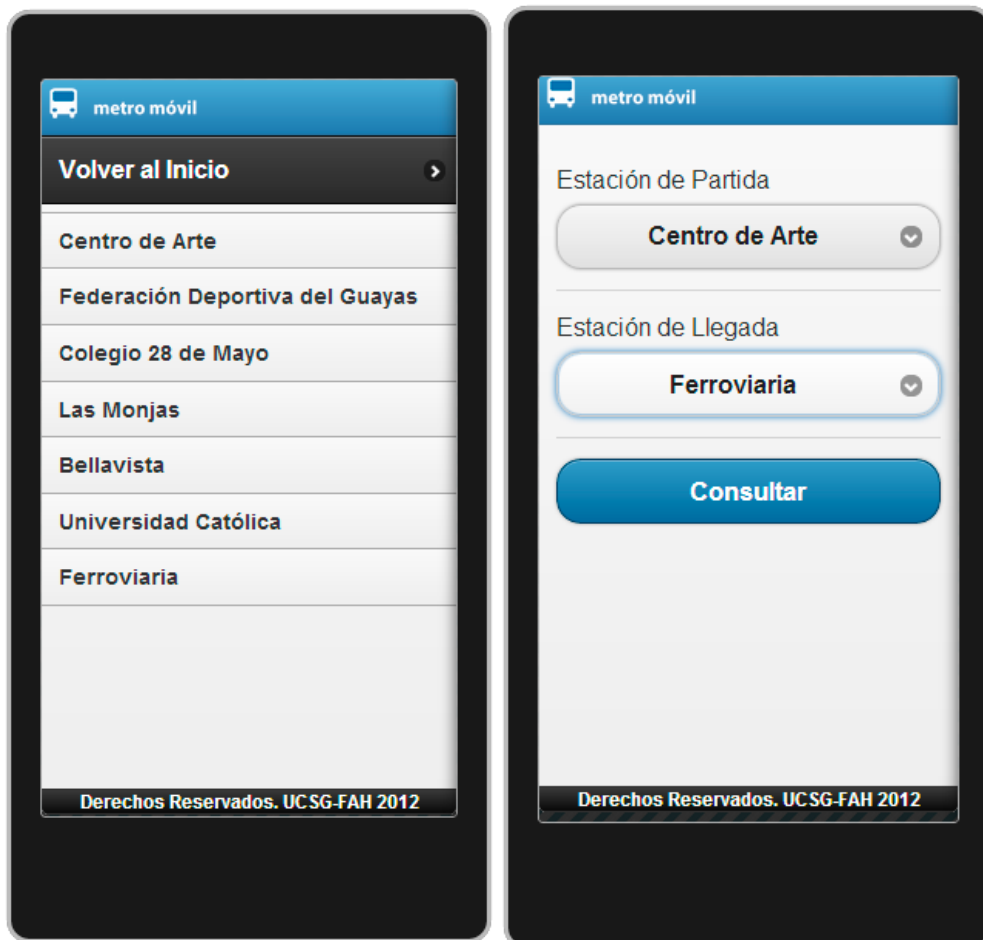 metro móvil
Volver al Inicio
Centro de Arte
Federación Deportiva del Guayas
Colegio 28 de Mayo
Las Monjas
Bellavista
Universidad Católica
Ferroviaria
Derechos Reservados. UCSG-FAH 2012
metro móvil
Estación de Partida
Centro de Arte
Estación de Llegada
Ferroviaria
Consultar
Derechos Reservados. UCSG-FAH 2012